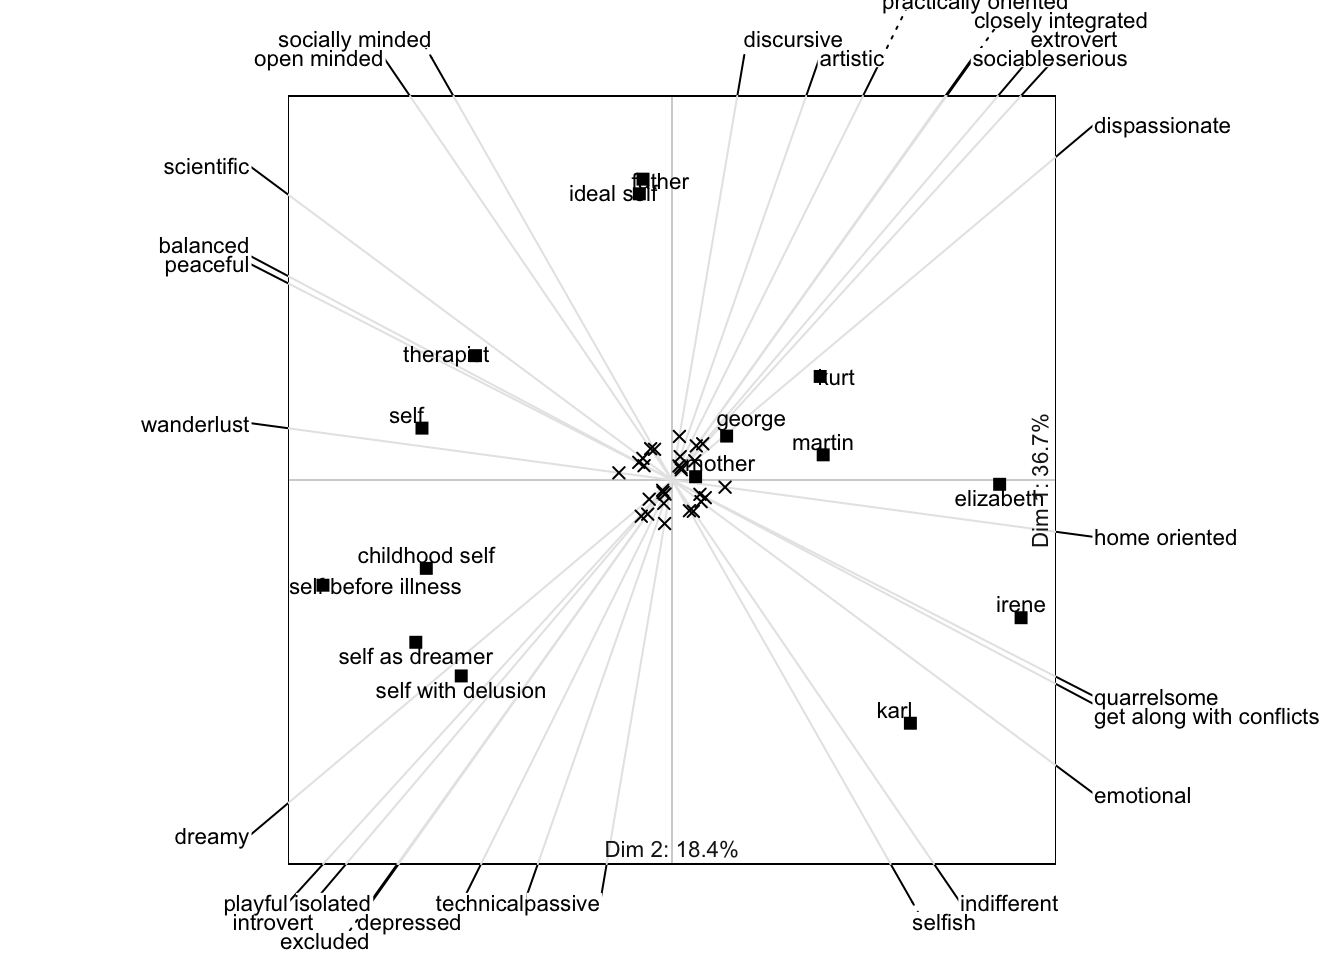 practically oriented
closely integrated
socially minded
discursive
extrovert
open minded
artistic
sociable
serious
dispassionate
scientific
father
ideal self
balanced
peaceful
therapist
kurt
self
george
wanderlust
martin
mother
elizabeth
Dim 1: 36.7%
home oriented
childhood self
self before illness
irene
self as dreamer
self with delusion
quarrelsome
karl
get along with conflicts
emotional
dreamy
Dim 2: 18.4%
playful
isolated
technical
passive
indifferent
introvert
depressed
selfish
excluded